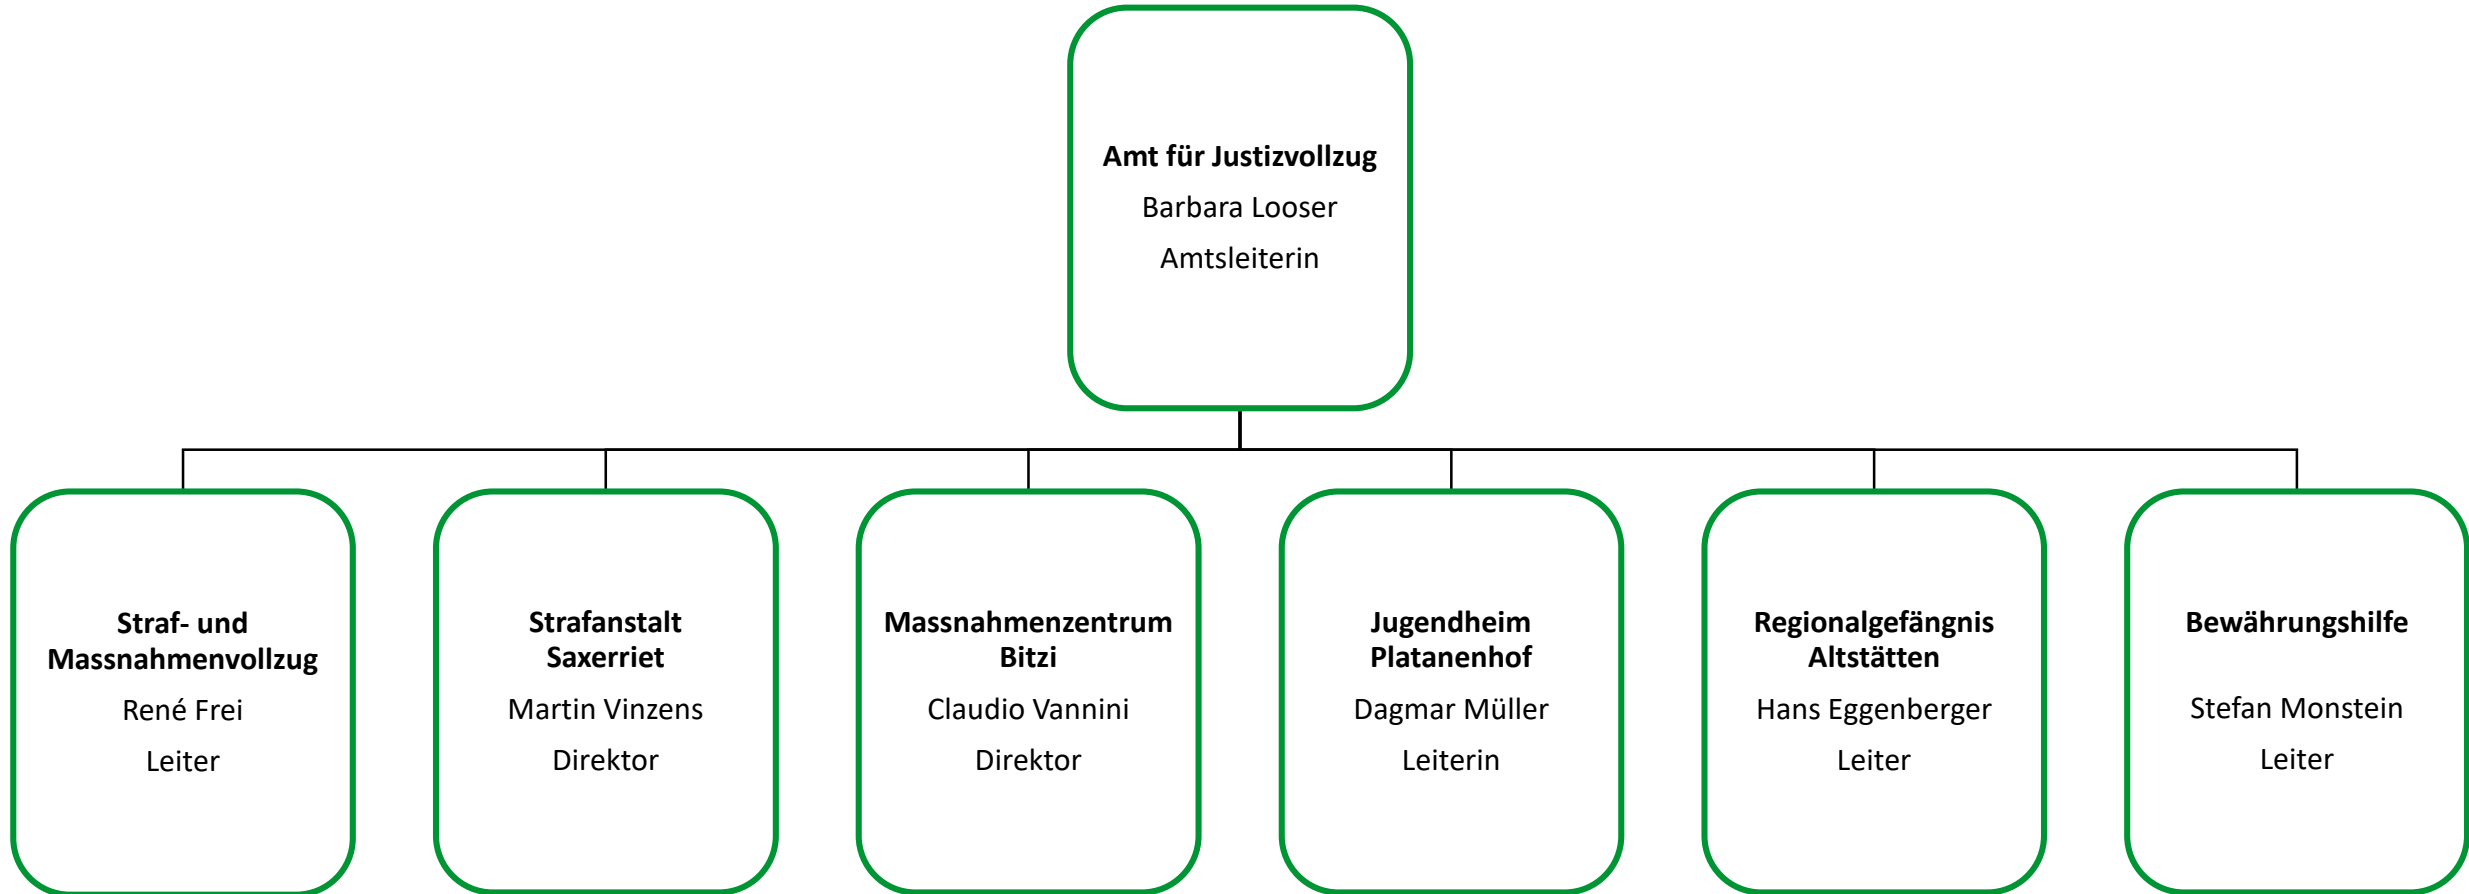 Amt für Justizvollzug
Barbara Looser
Amtsleiterin
Straf- und
Massnahmenvollzug
René Frei
Leiter
Strafanstalt
Saxerriet
Martin Vinzens
Direktor
Massnahmenzentrum
Bitzi
Claudio Vannini
Direktor
Jugendheim
Platanenhof
Dagmar Müller
Leiterin
Regionalgefängnis
Altstätten
Hans Eggenberger
Leiter
Bewährungshilfe
Stefan Monstein
Leiter